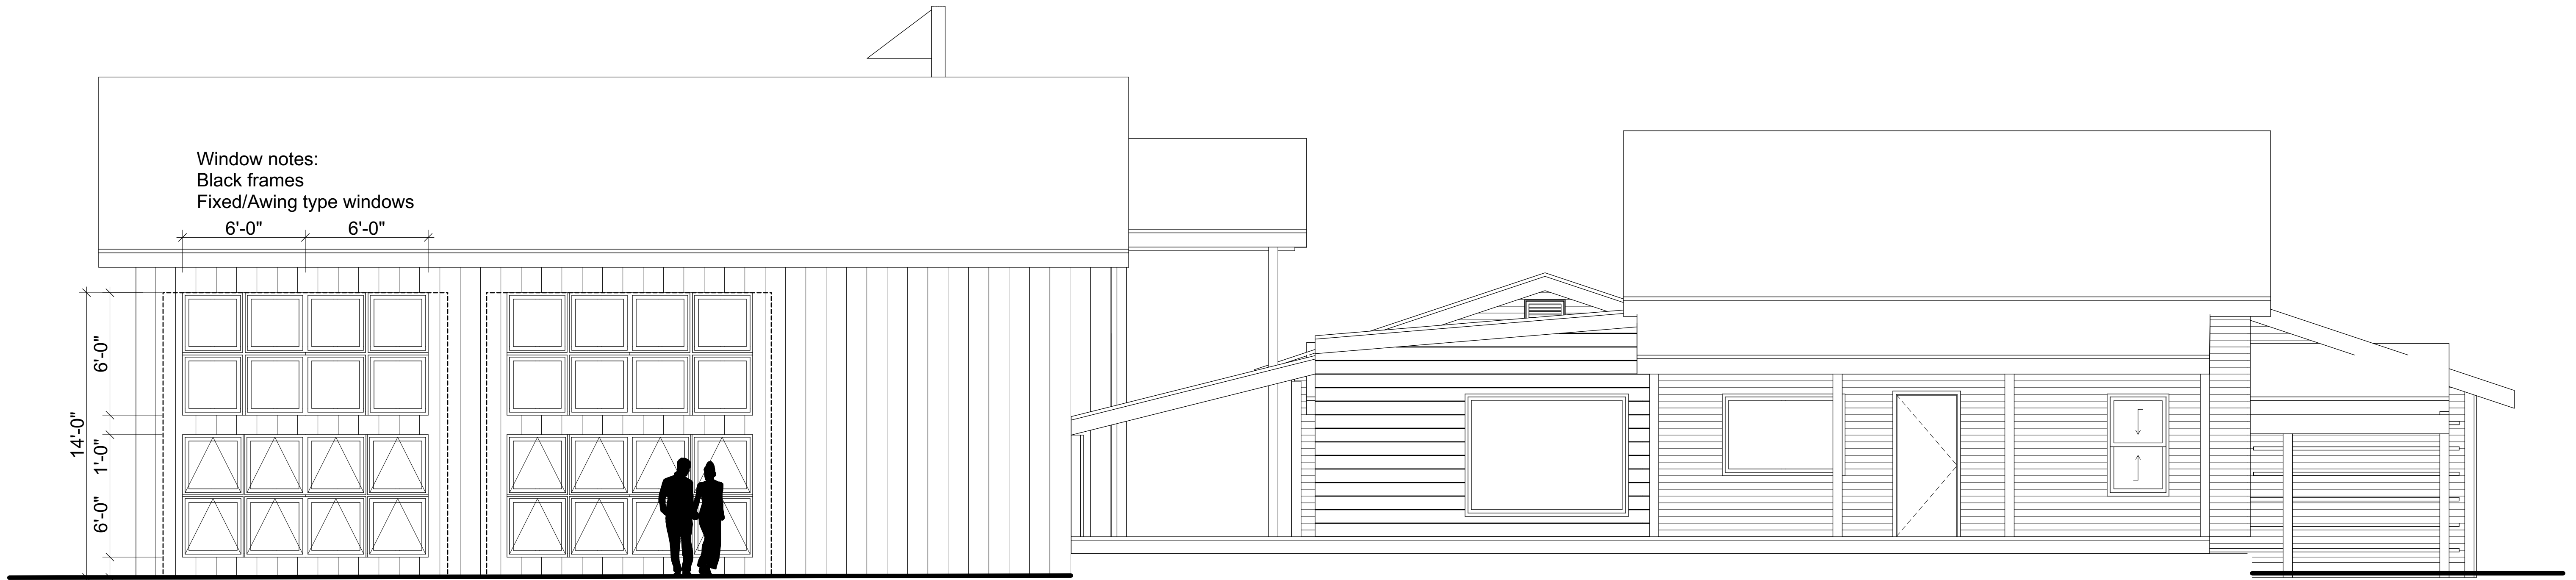 Window notes:
Black frames
Fixed/Awing type windows
6'-0" 6'-0"
6'-0"
14'-0"
1'-0"
6'-0"